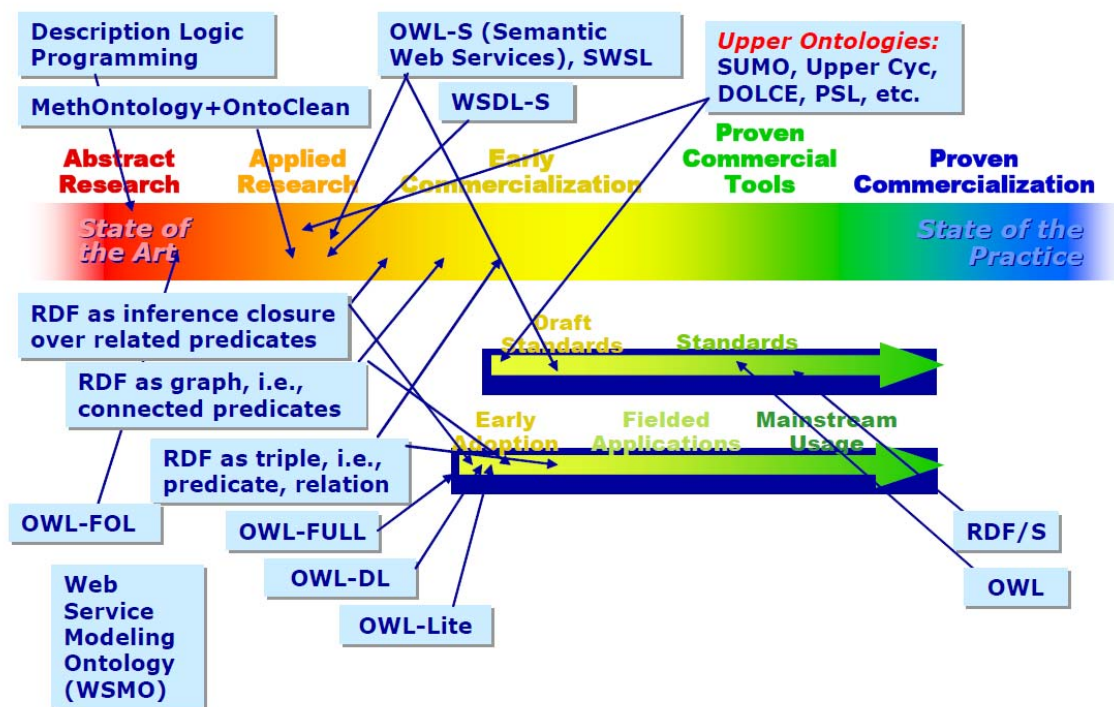 Description Logic
Programming
OWL-S (Semantic
Web Services), SWSL
Upper Ontologies:
SUMO, Upper Cyc,
DOLCE, PSL, etc.
MethOntology+OntoClean
WSDL-S
Abstract
Research
Applied
Research
Early
Commercialization
Proven
Commercial
Tools
Proven
Commercialization
State of
the Art
State of the
Practice
RDF as inference closure
over related predicates
Draft
Standards
Standards
RDF as graph, i.e.,
connected predicates
Early
Adoption
Fielded
Applications
Mainstream
Usage
RDF as triple, i.e.,
predicate, relation
OWL-FOL
OWL-FULL
RDF/S
OWL-DL
OWL
OWL-Lite
Web
Service
Modeling
Ontology
(WSMO)